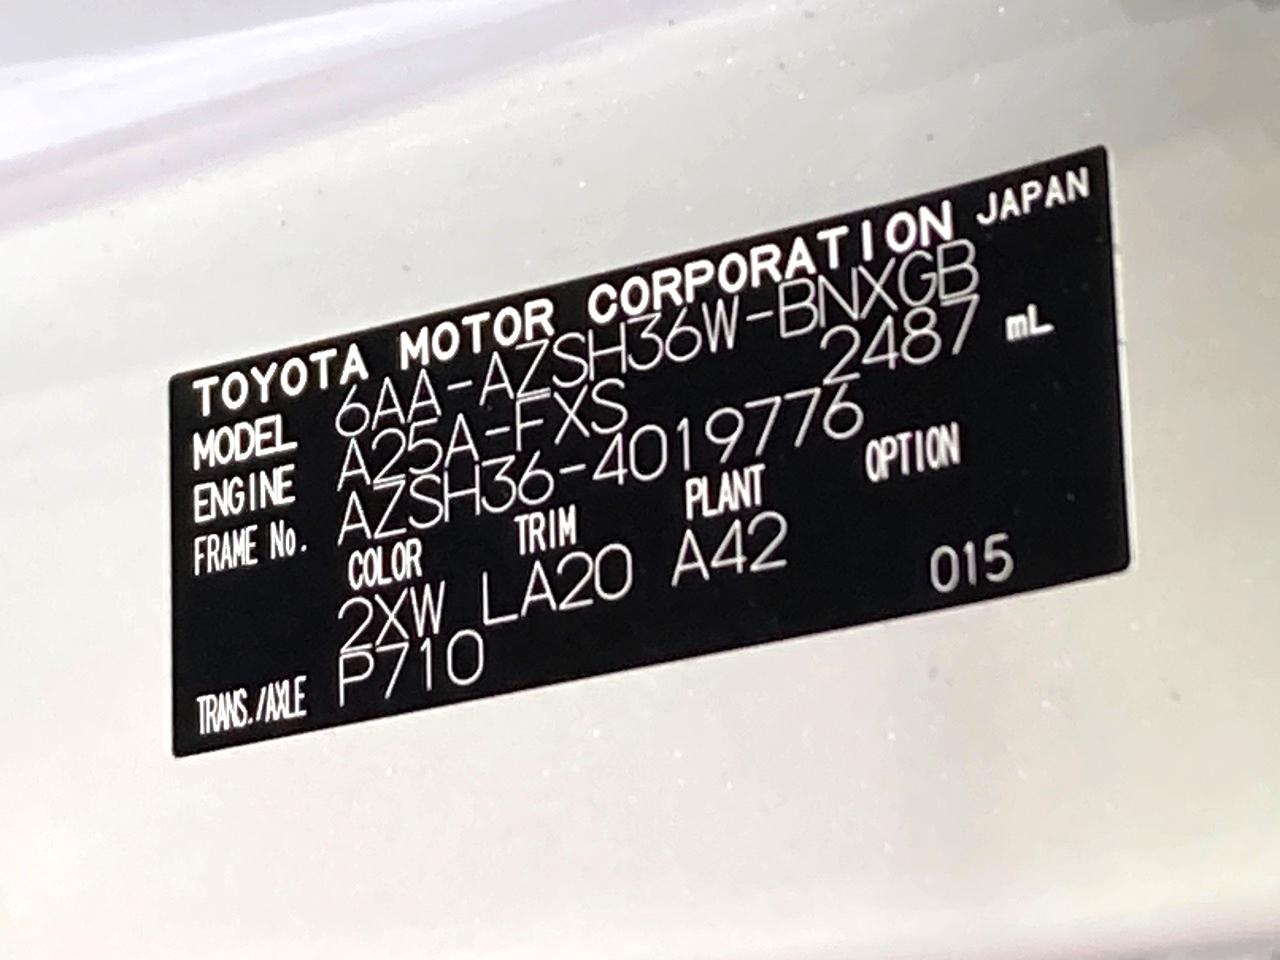 TOYOTA MOTOR CORPORATION JAPAN
MODEL 6AA-AZSH36W-BNXGB
ENGINE A25A-FXS 2487 mL
FRAME No. AZSH36-4019776
COLOR TRIM PLANT OPTION
2XW LA20 A42 015
TRANS./AXLE P710